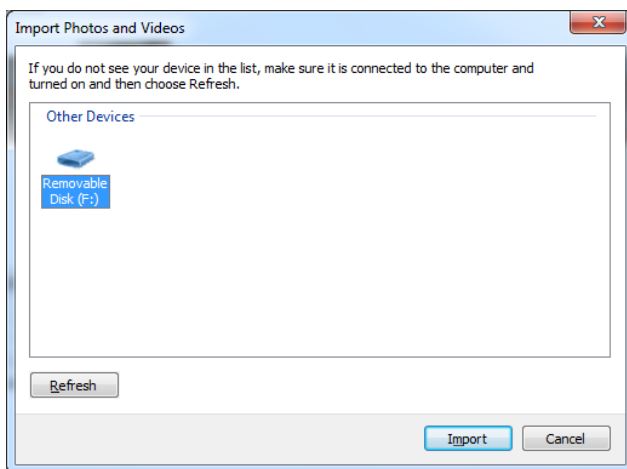 Import Photos and Videos
If you do not see your device in the list, make sure it is connected to the computer and
turned on and then choose Refresh.
Other Devices
Removable
Disk (F:)
Refresh
Import
Cancel